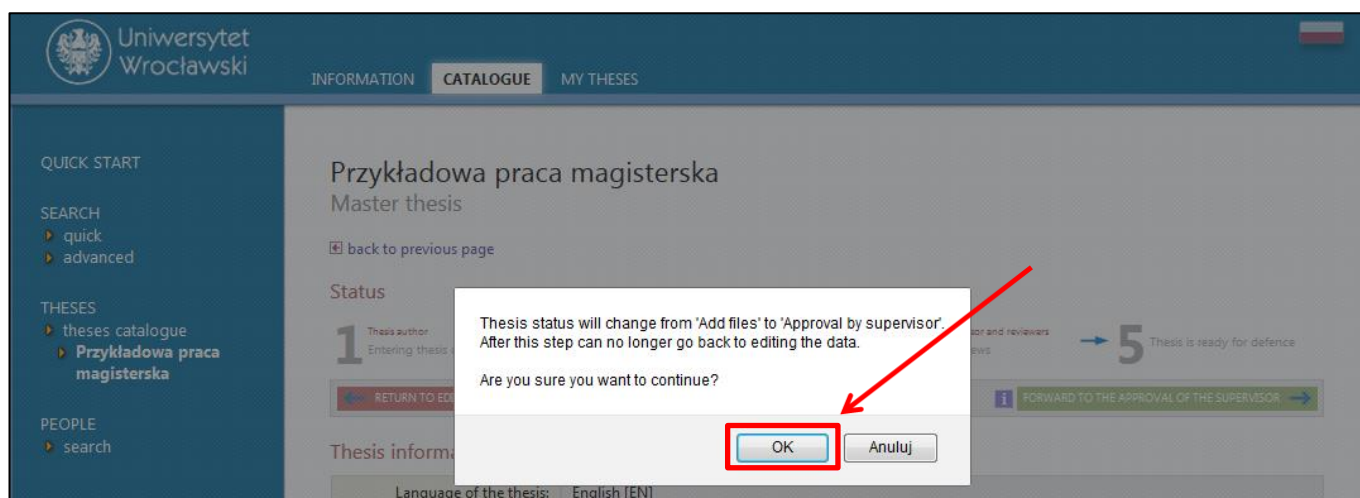 Uniwersytet
Wrocławski
INFORMATION CATALOGUE MY THESES
QUICK START
SEARCH
quick
advanced
THESES
theses catalogue
Przykładowa praca
magisterska
PEOPLE
search
Przykładowa praca magisterska
Master thesis
back to previous page
Status
1 Thesis author
Entering thesis
Thesis status will change from 'Add files' to 'Approval by supervisor'.
After this step can no longer go back to editing the data.
Are you sure you want to continue?
OK Anuluj
and reviewers
5 Thesis is ready for defence
RETURN TO
i FORWARD TO THE APPROVAL OF THE SUPERVISOR
Thesis
Language of the thesis: English [EN]